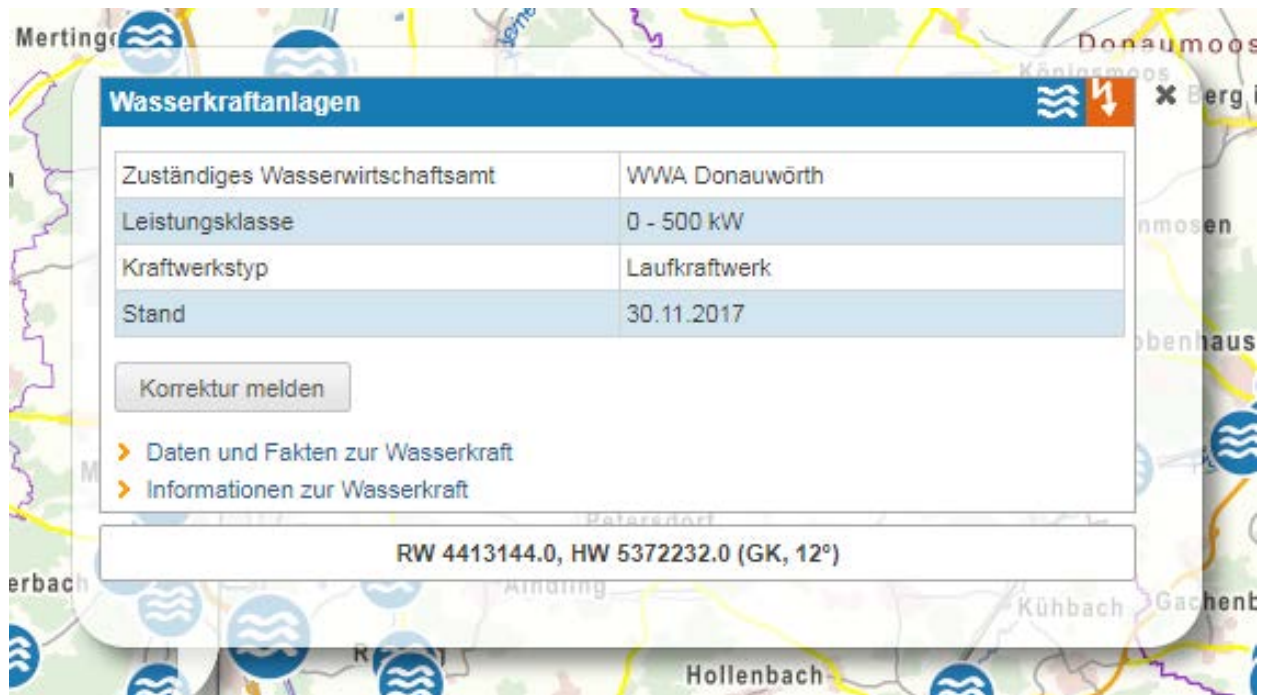 Donaumoos
Königsmoos
Wasserkraftanlagen
Zuständiges Wasserwirtschaftsamt WWA Donauwörth
Leistungsklasse 0 - 500 kW
Kraftwerkstyp Laufkraftwerk
Stand 30.11.2017
Korrektur melden
Daten und Fakten zur Wasserkraft
Informationen zur Wasserkraft
Petersdorf
RW 4413144.0, HW 5372232.0 (GK, 12°)
Aindling
Kühbach
Hollenbach